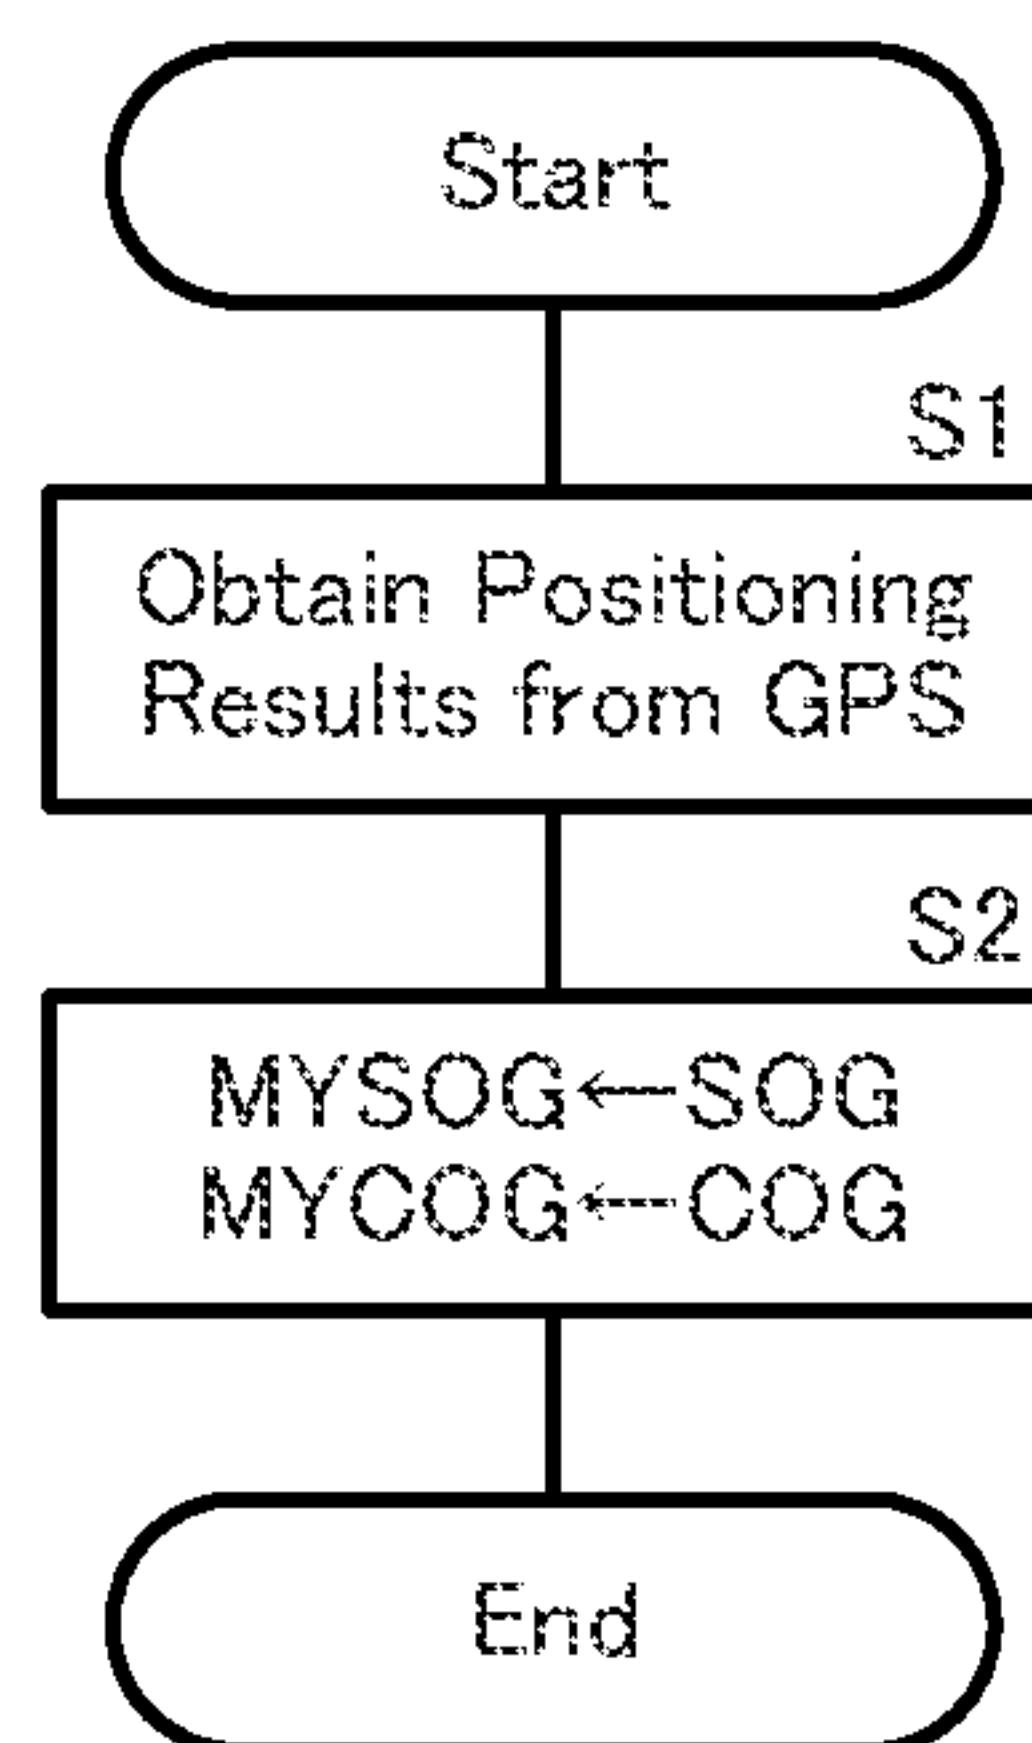 Start
S1
Obtain Positioning
Results from GPS
S2
MYSOG←SOG
MYCOG←COG
End